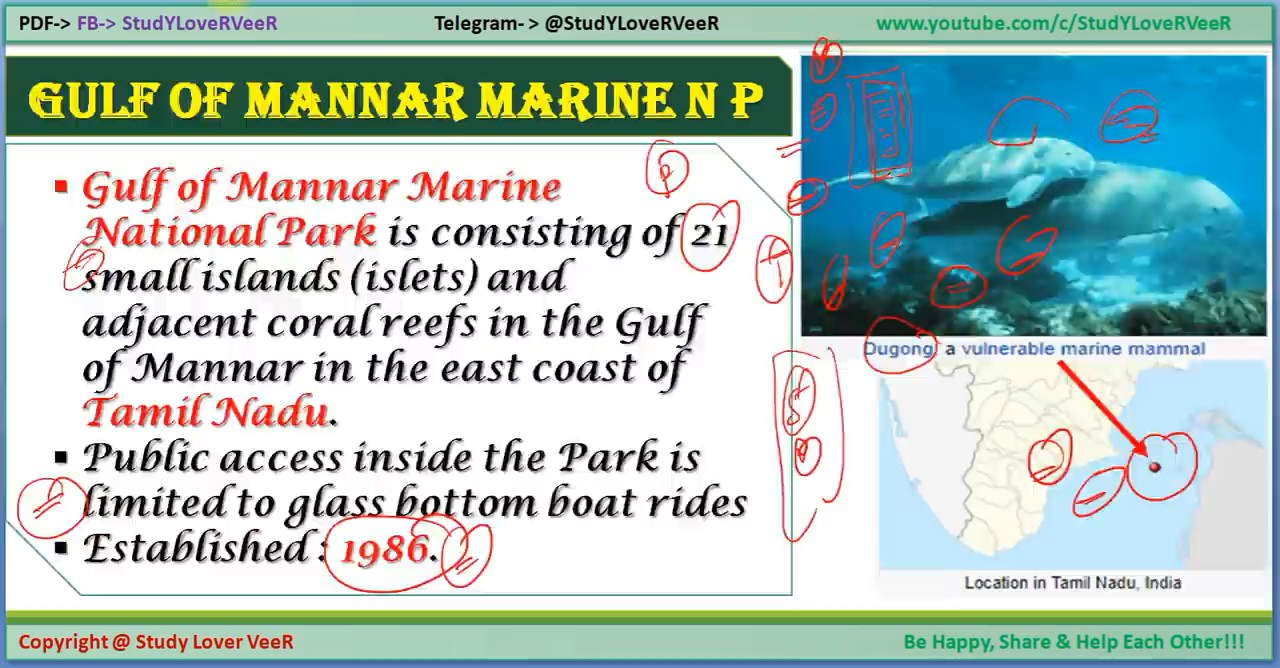 PDF-> FB-> StudYLoveRVeeR
Telegram- > @StudYLoveRVeeR
www.youtube.com/c/StudYLoveRVeeR
GULF OF MANNAR MARINE N P
Gulf of Mannar Marine
National Park is consisting of 21
small islands (islets) and
adjacent coral reefs in the Gulf
of Mannar in the east coast of
Tamil Nadu.
Public access inside the Park is
limited to glass bottom boat rides
Established : 1986.
Dugong, a vulnerable marine mammal
Location in Tamil Nadu, India
Copyright @ Study Lover VeeR
Be Happy, Share & Help Each Other!!!